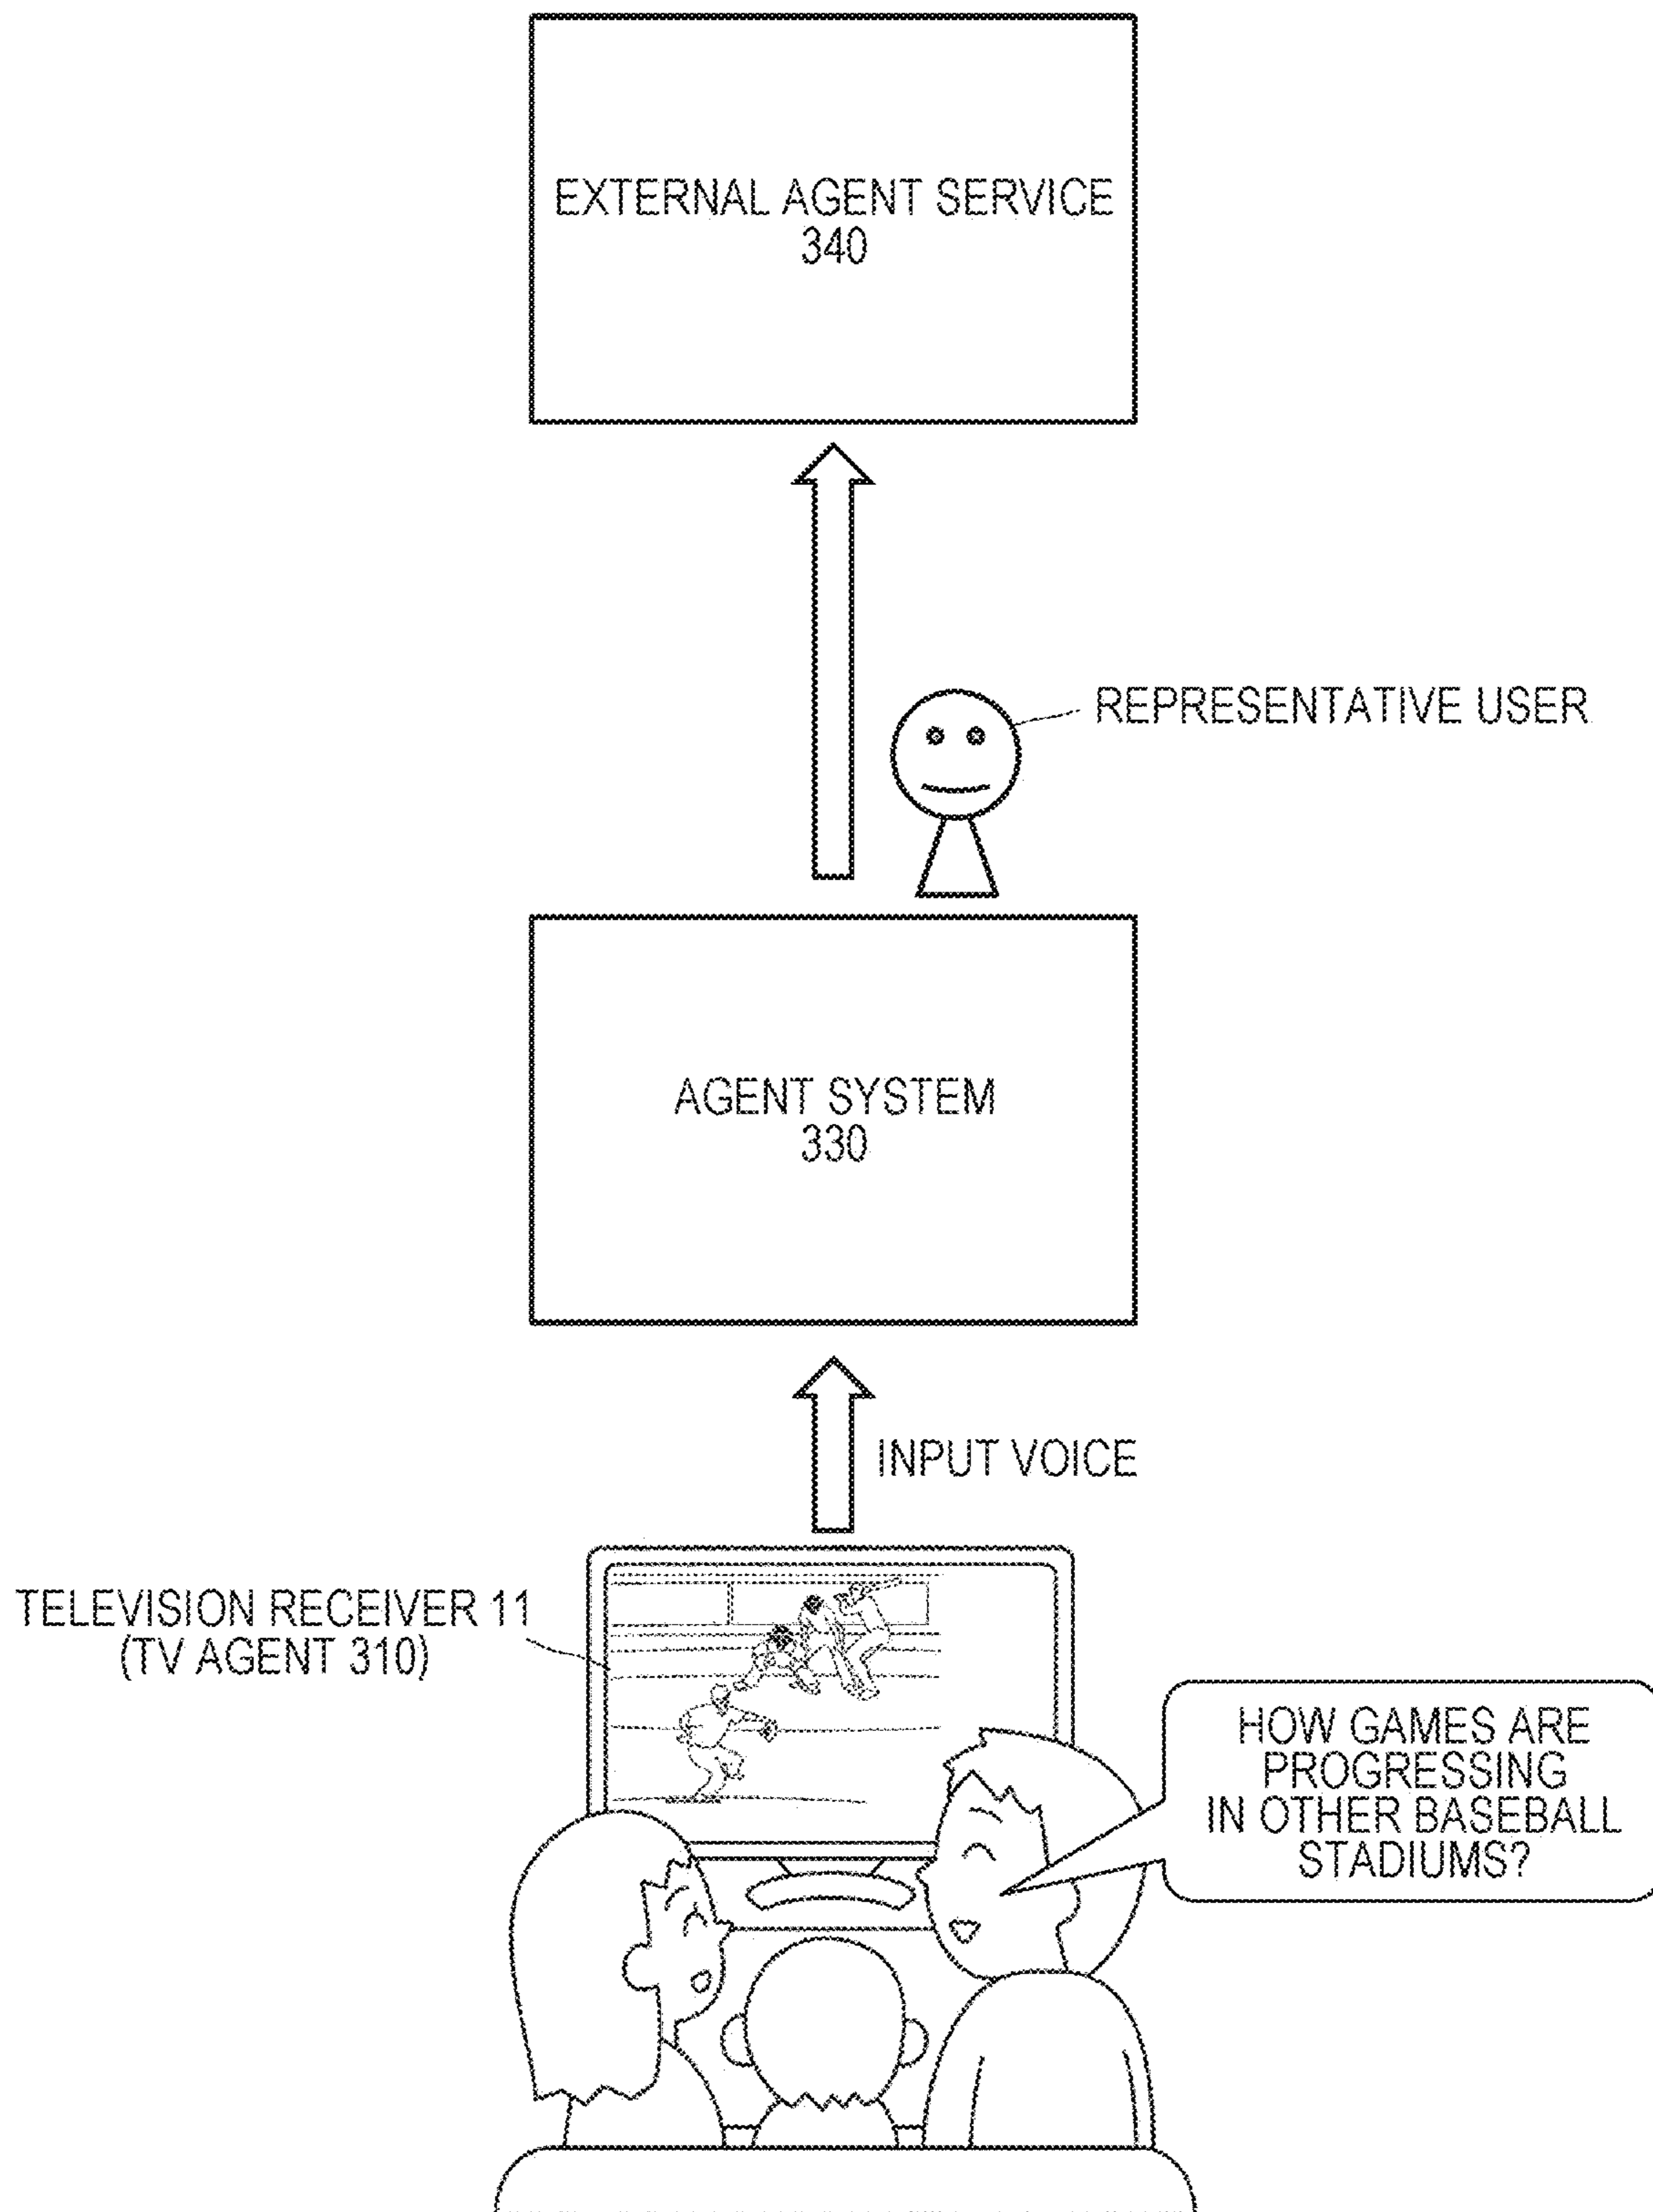 EXTERNAL AGENT SERVICE
340
REPRESENTATIVE USER
AGENT SYSTEM
330
INPUT VOICE
TELEVISION RECEIVER 11
(TV AGENT 310)
HOW GAMES ARE
PROGRESSING
IN OTHER BASEBALL
STADIUMS?